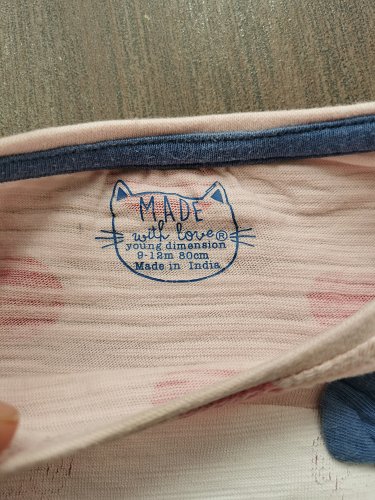 MADE
with love®
young dimension
9-12m 80cm
Made in India